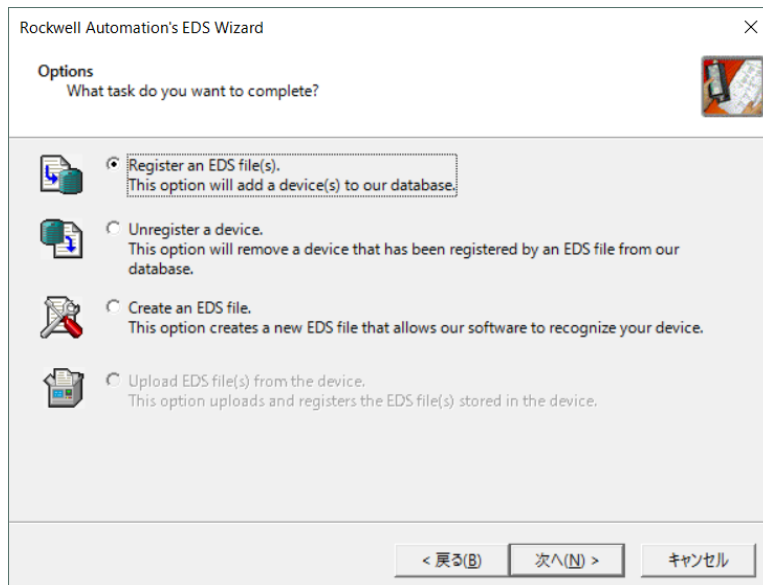 Rockwell Automation's EDS Wizard
Options
What task do you want to complete?
Register an EDS file(s).
This option will add a device(s) to our database.
Unregister a device.
This option will remove a device that has been registered by an EDS file from our
database.
Create an EDS file.
This option creates a new EDS file that allows our software to recognize your device.
Upload EDS file(s) from the device.
This option uploads and registers the EDS file(s) stored in the device.
< 戻る(B) 次へ(N) > キャンセル